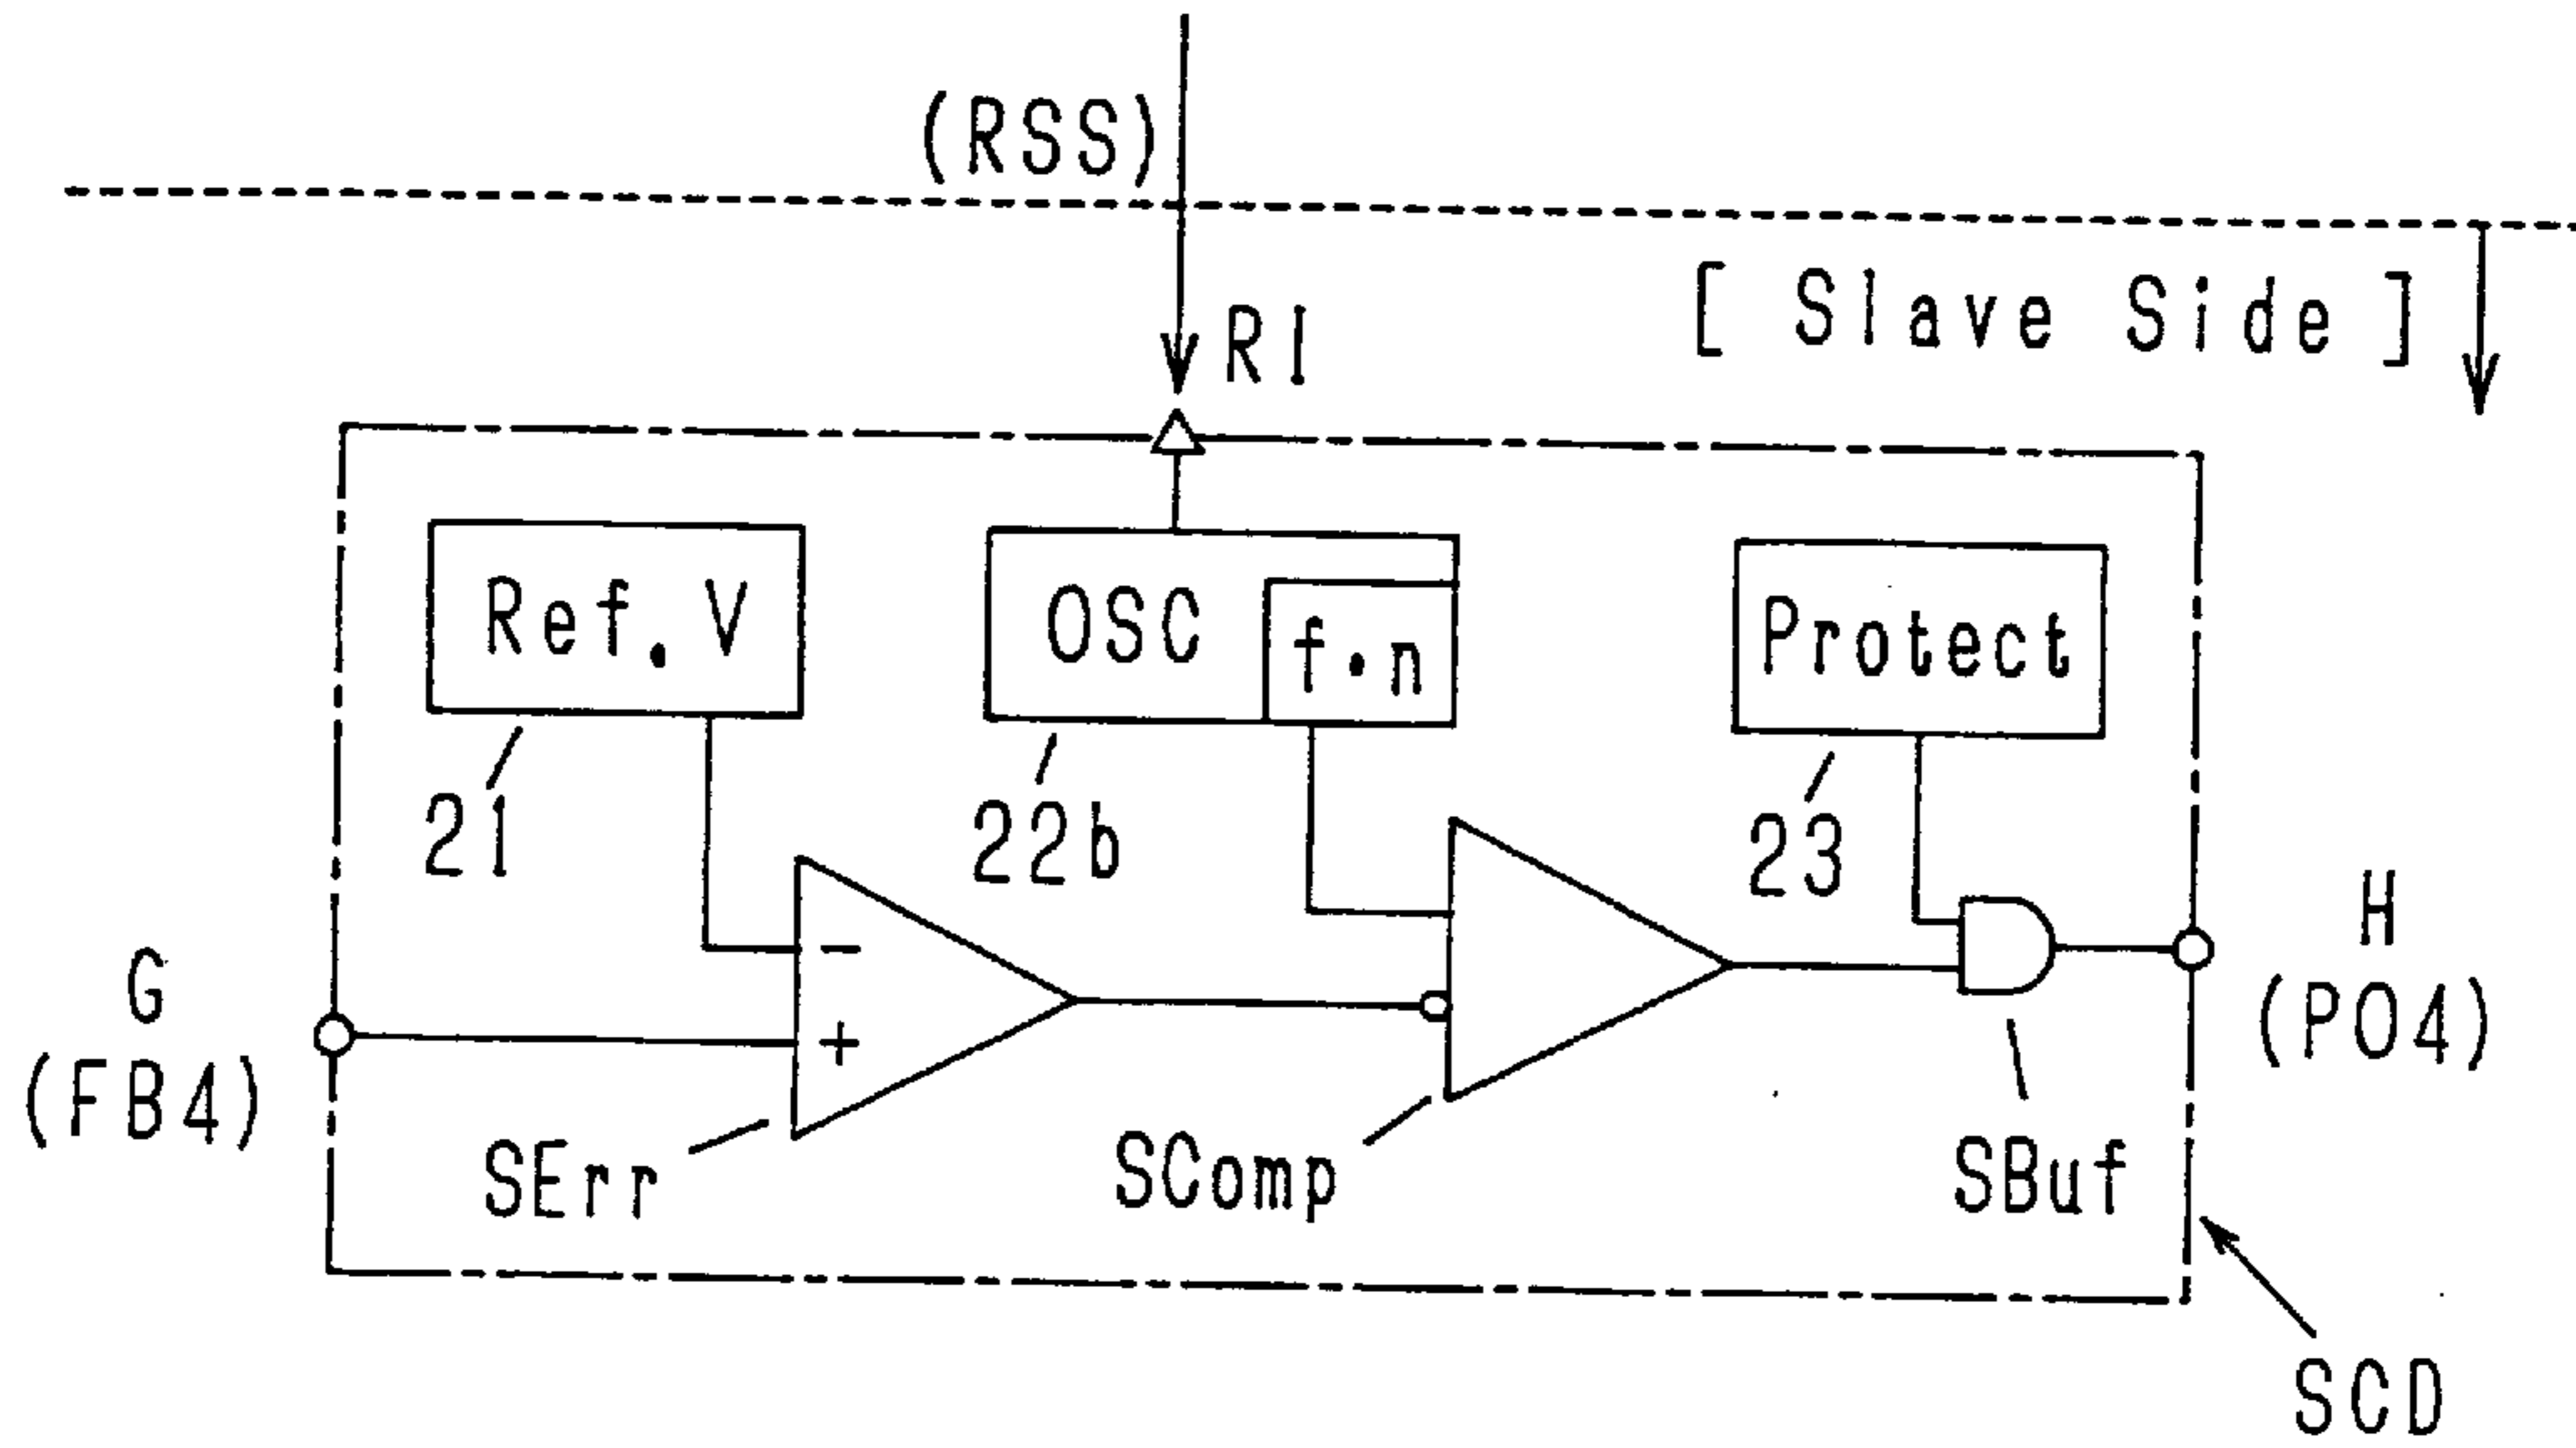 (RSS)
[ Slave Side ]
RI
Ref. V
OSC
f·n
Protect
21
22b
23
G
(FB4)
-
+
H
(PO4)
SErr
SComp
SBuf
SCD